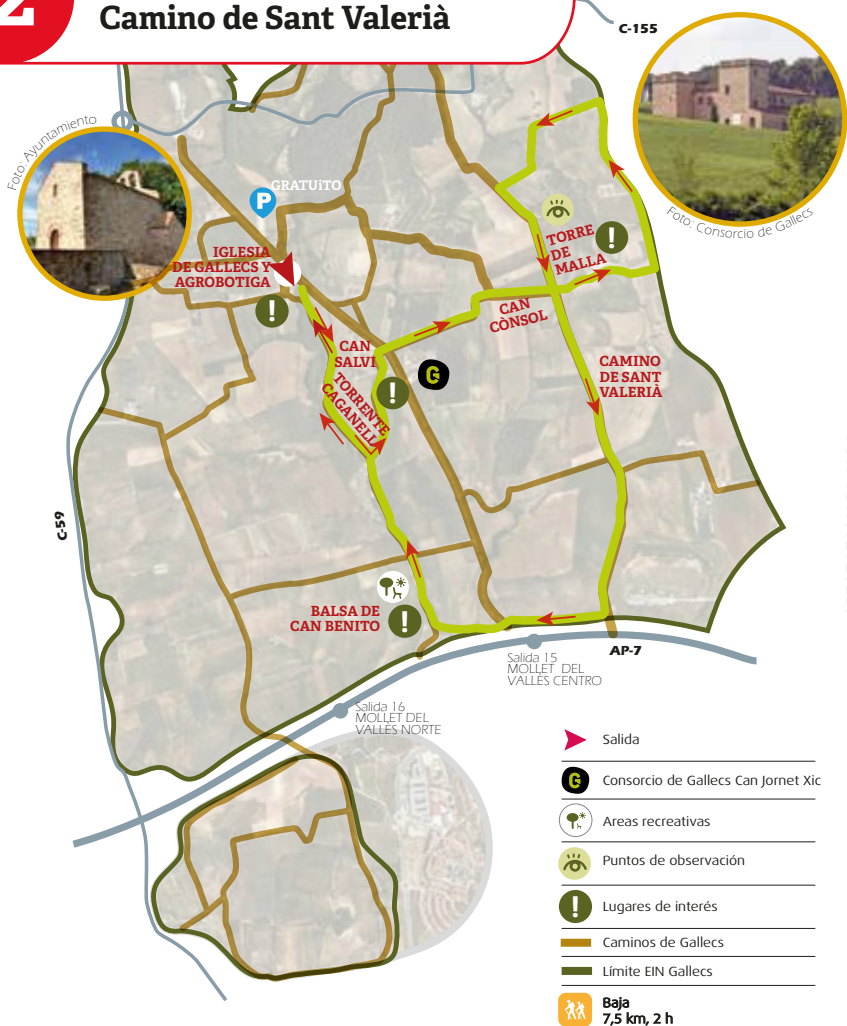 2
Camino de Sant Valerià
C-155
Foto: Ayuntamiento
Foto: Consorcio de Gallecs
GRATUiTO
P
IGLESIA
DE GALLECS Y
AGROBOTIGA
!
TORRE
DE
MALLA
!
CAN
CÒNSOL
CAN
SALVI
!
G
TORRENTE
CAGANELL
CAMINO
DE SANT
VALERIÀ
C-59
BALSA DE
CAN BENITO
!
AP-7
Salida 15
MOLLET DEL
VALLÈS CENTRO
Salida 16
MOLLET DEL
VALLÈS NORTE
Salida
G
Consorcio de Gallecs Can Jornet Xic
Areas recreativas
Puntos de observación
!
Lugares de interés
Caminos de Gallecs
Límite EIN Gallecs
Baja
7,5 km, 2 h